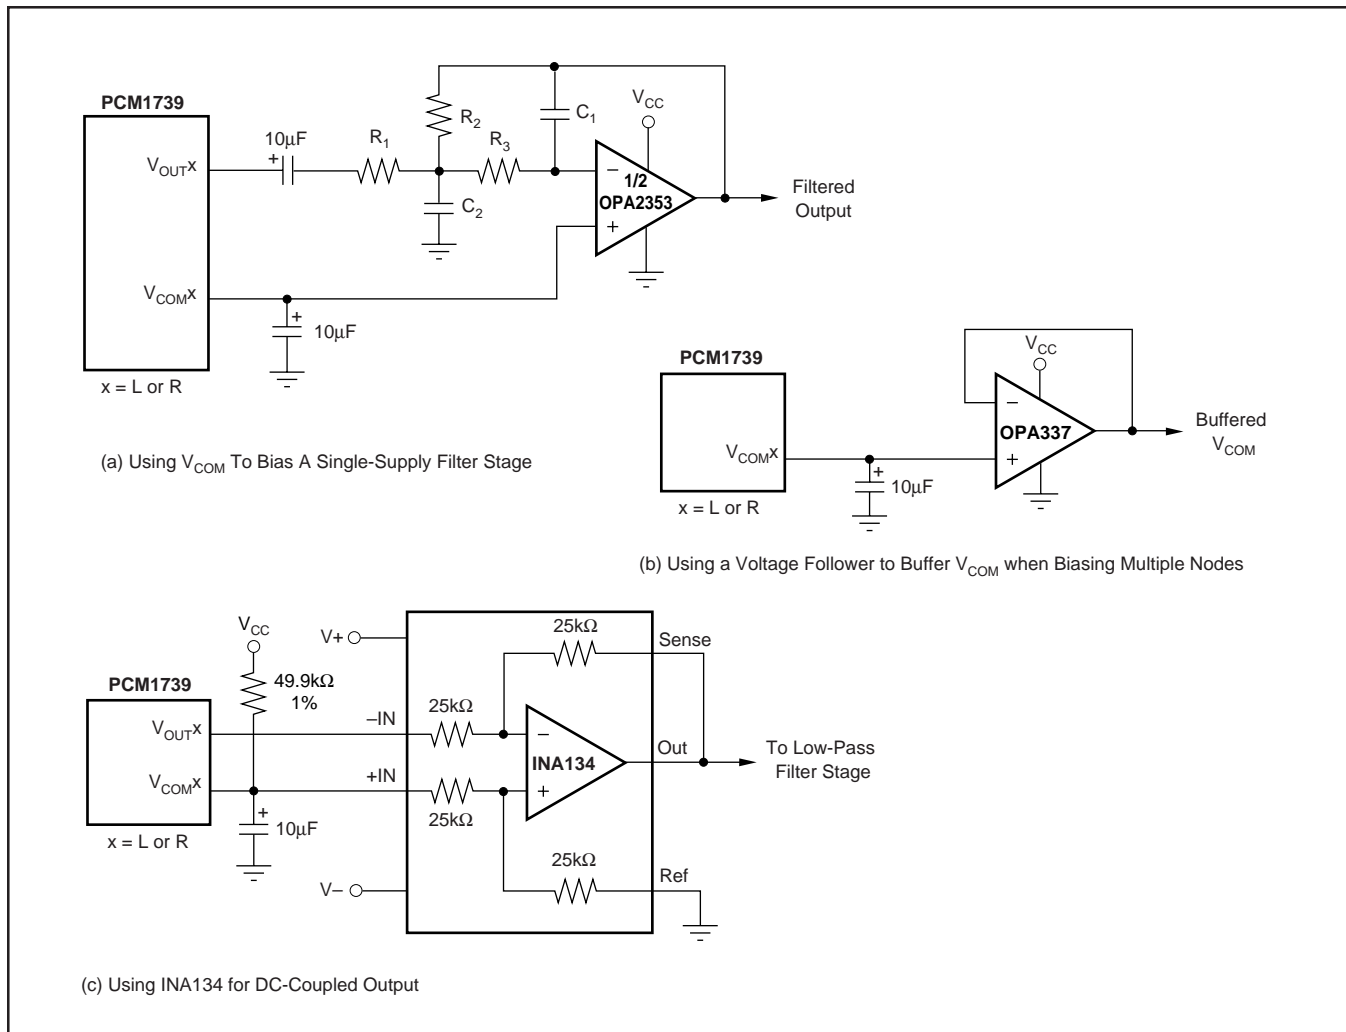 PCM1739
V_OUTx
V_COMx
x = L or R
10μF
+
R1
R2
R3
C1
C2
VCC
–
1/2
OPA2353
+
Filtered
Output
+
10μF
(a) Using VCOM To Bias A Single-Supply Filter Stage
PCM1739
VCOMx
x = L or R
+
10μF
VCC
–
OPA337
+
Buffered
VCOM
(b) Using a Voltage Follower to Buffer VCOM when Biasing Multiple Nodes
VCC
49.9kΩ
1%
PCM1739
VOUTx
VCOMx
x = L or R
+
10μF
V+
V–
–IN
+IN
25kΩ
25kΩ
25kΩ
25kΩ
–
INA134
+
Sense
Out
Ref
To Low-Pass
Filter Stage
(c) Using INA134 for DC-Coupled Output